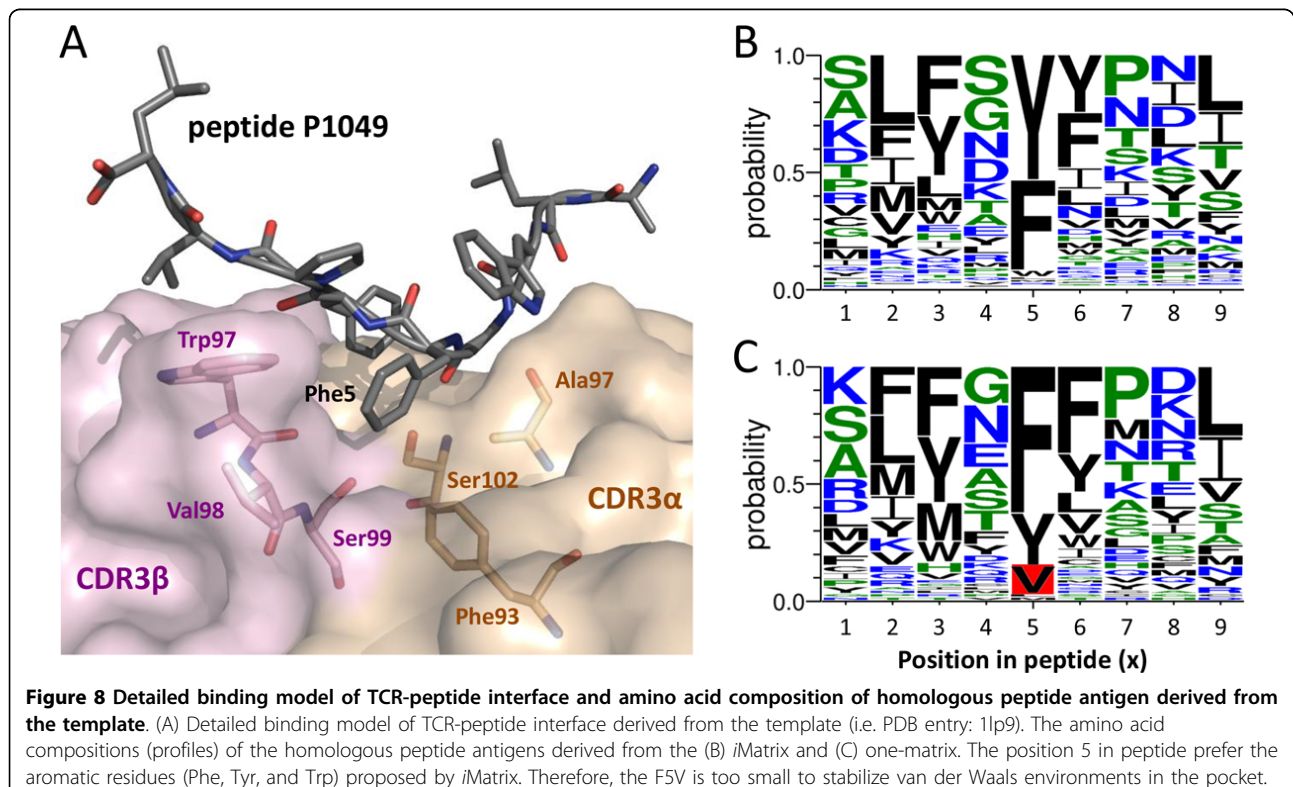 A
peptide P1049
Trp97
Phe5
Ala97
Val98
Ser102
Ser99
CDR3α
CDR3β
Phe93
B
probability
1.0
0.5
0.0
1 2 3 4 5 6 7 8 9
C
probability
1.0
0.5
0.0
1 2 3 4 5 6 7 8 9
Position in peptide (x)
Figure 8 Detailed binding model of TCR-peptide interface and amino acid composition of homologous peptide antigen derived from
the template. (A) Detailed binding model of TCR-peptide interface derived from the template (i.e. PDB entry: 1lp9). The amino acid
compositions (profiles) of the homologous peptide antigens derived from the (B) iMatrix and (C) one-matrix. The position 5 in peptide prefer the
aromatic residues (Phe, Tyr, and Trp) proposed by iMatrix. Therefore, the F5V is too small to stabilize van der Waals environments in the pocket.